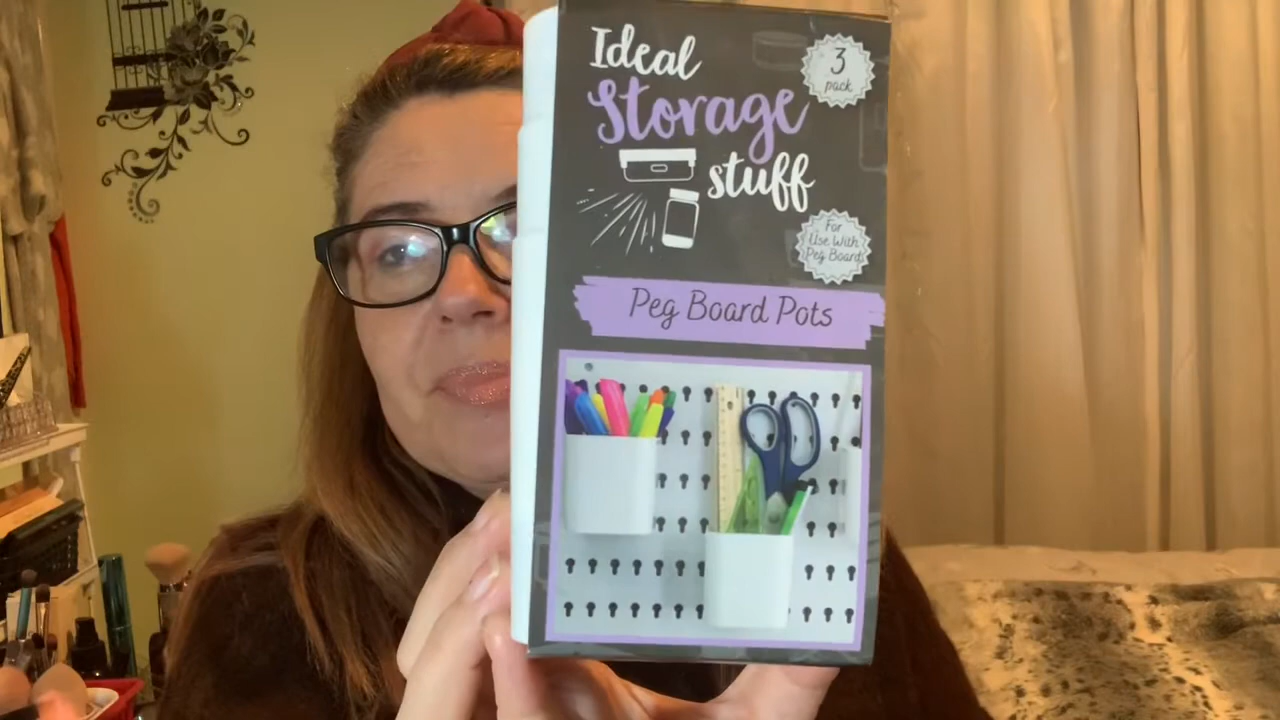 Ideal
Storage
stuff
3
pack
For
Use With
Peg Board
Peg Board Pots